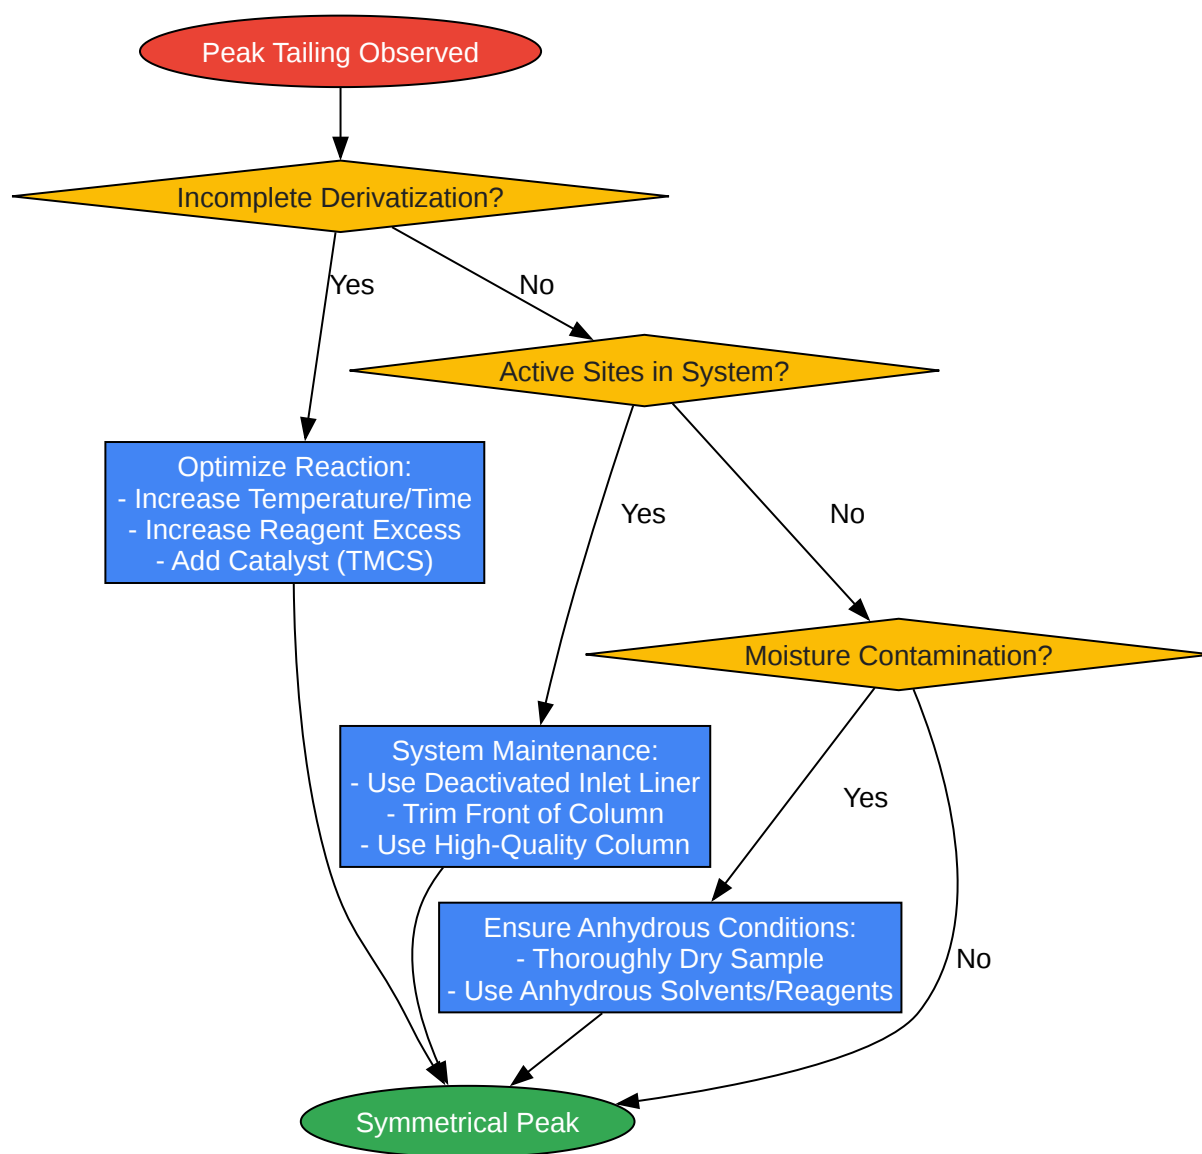 Peak Tailing Observed
Incomplete Derivatization?
Yes
No
Active Sites in System?
Optimize Reaction:
- Increase Temperature/Time
- Increase Reagent Excess
- Add Catalyst (TMCS)
Yes
No
Moisture Contamination?
System Maintenance:
- Use Deactivated Inlet Liner
- Trim Front of Column
- Use High-Quality Column
Yes
Ensure Anhydrous Conditions:
- Thoroughly Dry Sample
- Use Anhydrous Solvents/Reagents
No
Symmetrical Peak